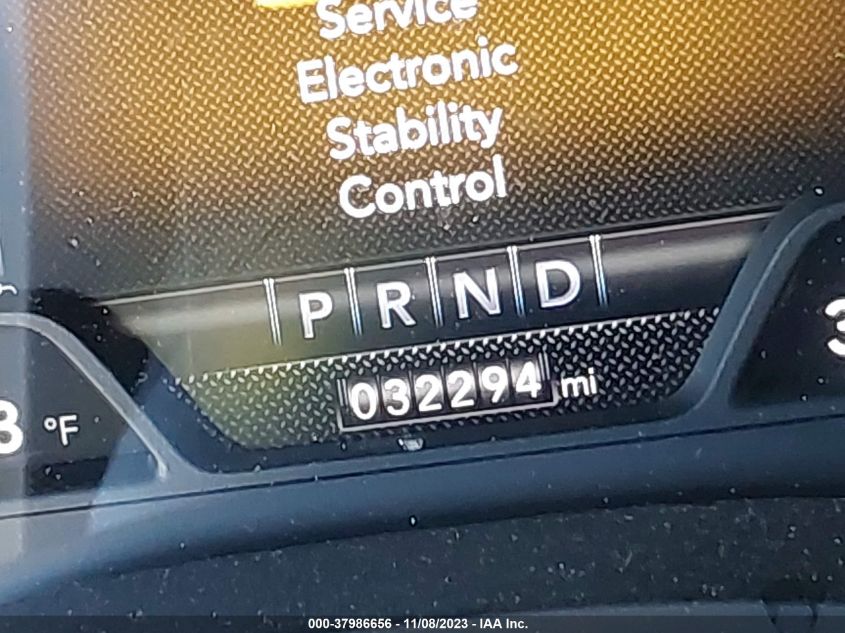 Service
Electronic
Stability
Control
P R N D
032294 mi
°F
000-37986656 - 11/08/2023 - IAA Inc.